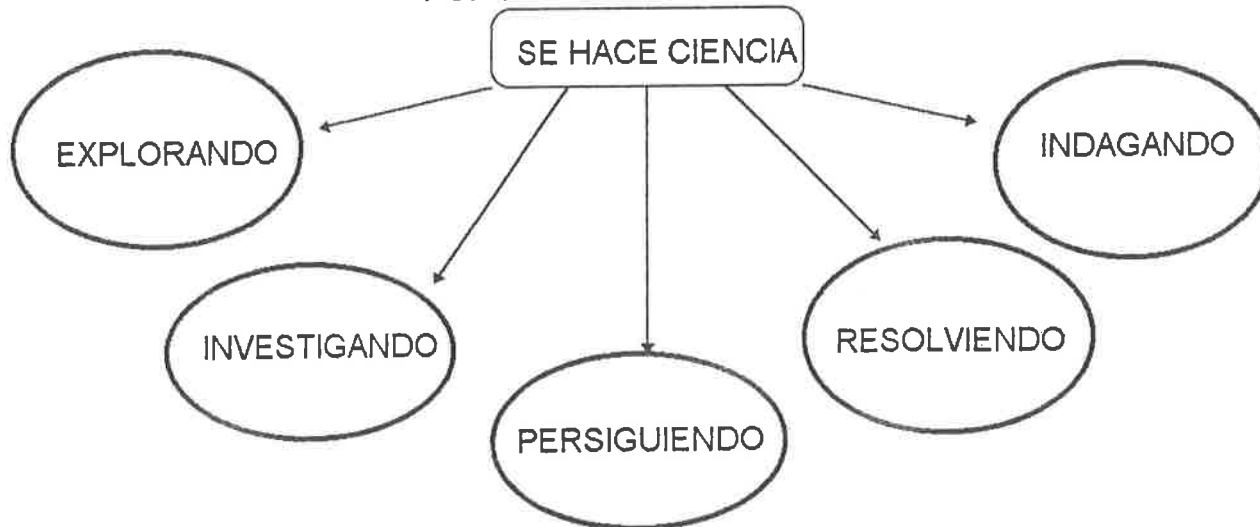 SE HACE CIENCIA
EXPLORANDO
INDAGANDO
INVESTIGANDO
RESOLVIENDO
PERSIGUIENDO